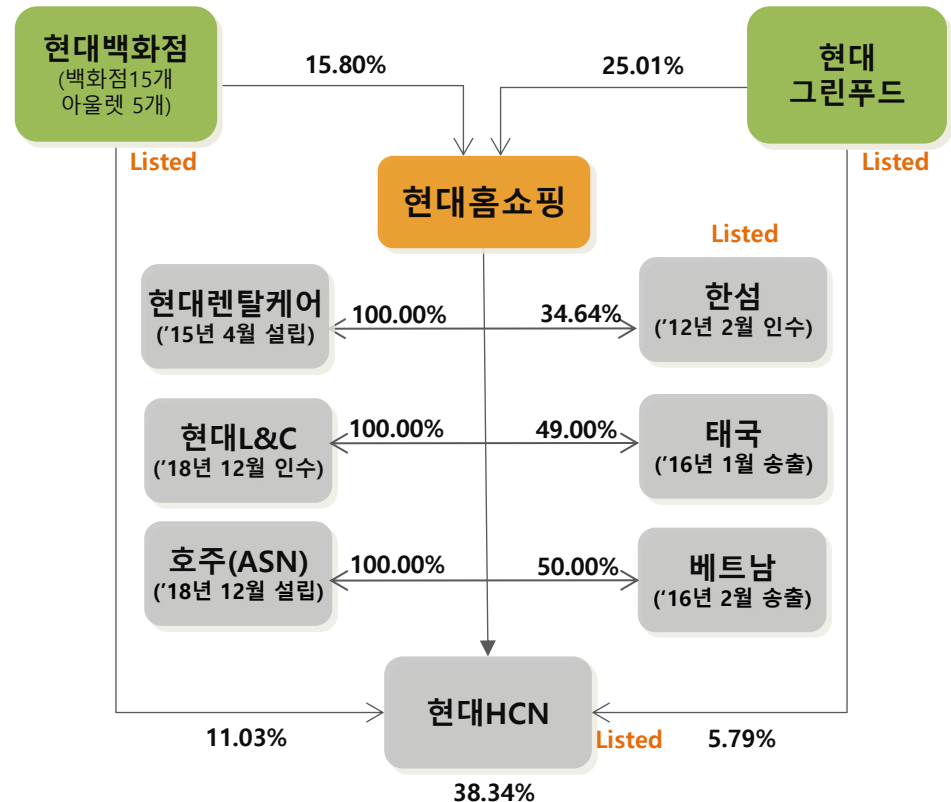 현대백화점
(백화점15개
아울렛 5개)
15.80%
25.01%
현대
그린푸드
Listed
Listed
현대홈쇼핑
Listed
현대렌탈케어
('15년 4월 설립)
100.00%
34.64%
한섬
('12년 2월 인수)
현대L&C
('18년 12월 인수)
100.00%
49.00%
태국
('16년 1월 송출)
호주(ASN)
('18년 12월 설립)
100.00%
50.00%
베트남
(‘16년 2월 송출)
현대HCN
11.03%
Listed
5.79%
38.34%